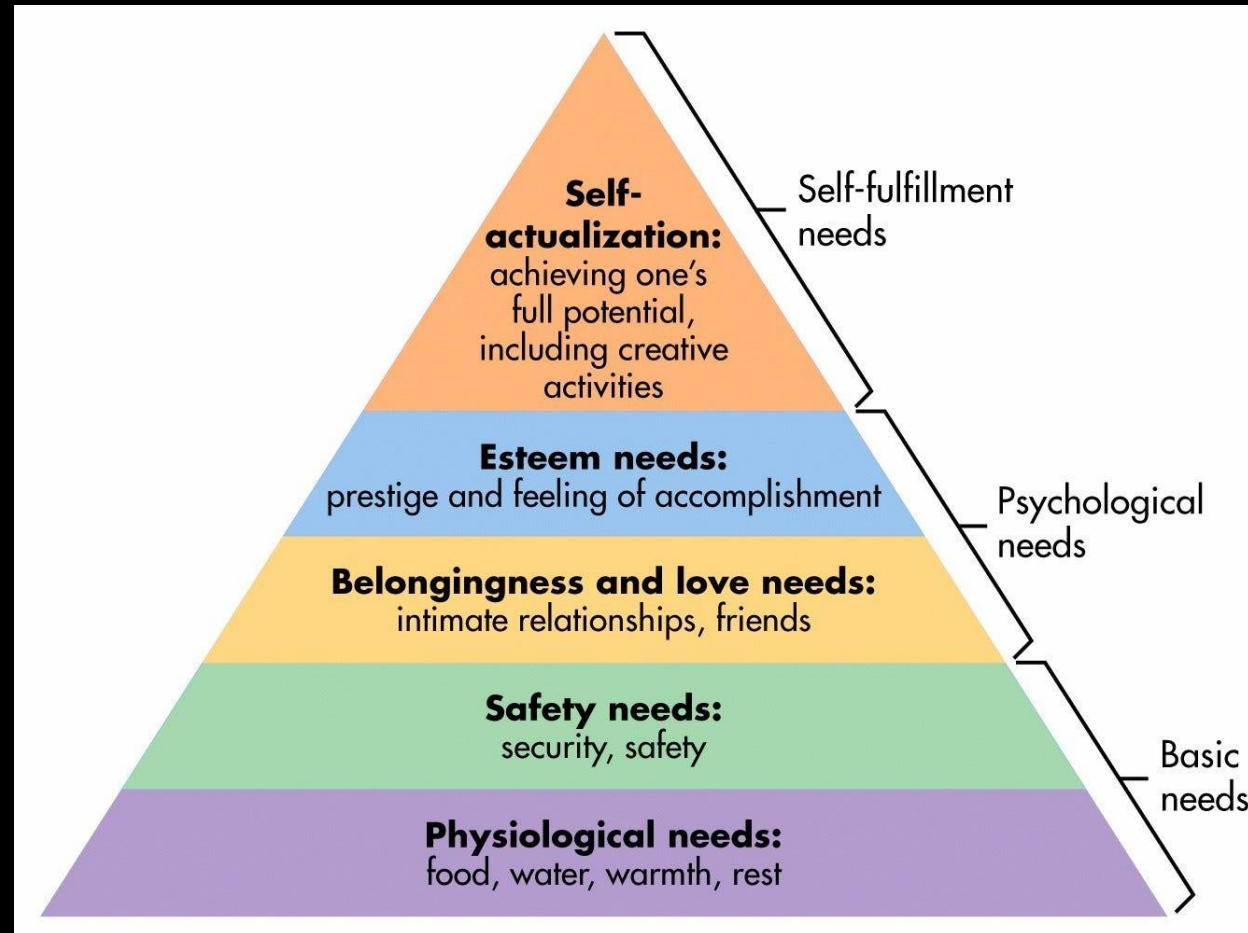 Self-
actualization:
achieving one's
full potential,
including creative
activities
Self-fulfillment
needs
Esteem needs:
prestige and feeling of accomplishment
Psychological
needs
Belongingness and love needs:
intimate relationships, friends
Safety needs:
security, safety
Basic
needs
Physiological needs:
food, water, warmth, rest